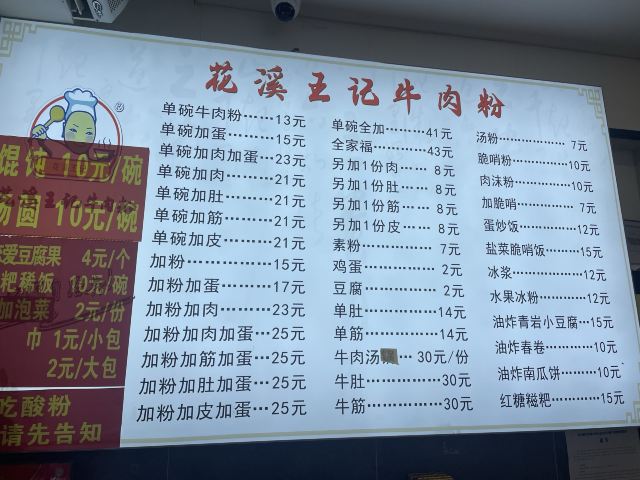 花溪王记牛肉粉
单碗牛肉粉……13元
单碗加蛋………15元
单碗加肉加蛋…23元
单碗加肉………21元
单碗加肚………21元
单碗加筋………21元
单碗加皮………21元
加粉……………15元
加粉加蛋………17元
加粉加肉………23元
加粉加肉加蛋…25元
加粉加筋加蛋…25元
加粉加肚加蛋…25元
加粉加皮加蛋…25元
单碗全加………41元
全家福…………43元
另加1份肉…… 8元
另加1份肚…… 8元
另加1份筋…… 8元
另加1份皮…… 8元
素粉…………… 7元
鸡蛋…………… 2元
豆腐…………… 2元
单肚……………14元
单筋……………14元
牛肉汤… 30元/份
牛肚……………30元
牛筋……………30元
汤粉……………… 7元
脆哨粉……………10元
肉沫粉……………10元
加脆哨…………… 7元
蛋炒饭……………12元
盐菜脆哨饭………15元
冰浆………………12元
水果冰粉…………12元
油炸青岩小豆腐…15元
油炸春卷…………10元
油炸南瓜饼………10元
红糖糍粑…………15元
馄饨 10元/碗
汤圆 10元/碗
爱豆腐果 4元/个
粑稀饭 10元/碗
加泡菜 2元/份
巾 1元/小包
2元/大包
吃酸粉
请先告知